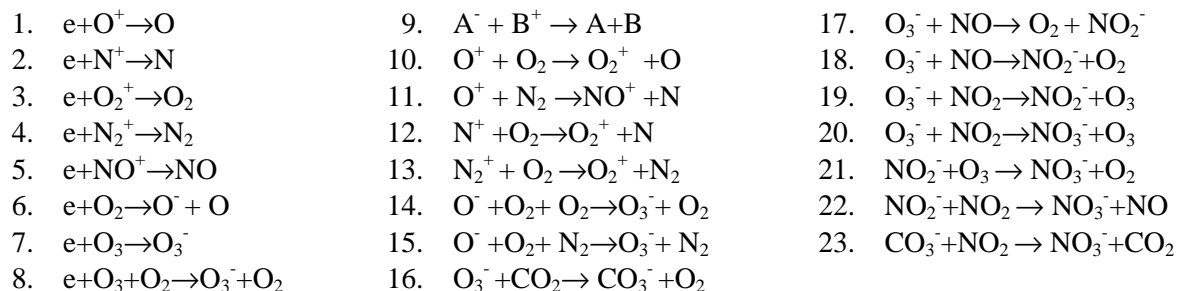 1. e+O⁺→O
2. e+N⁺→N
3. e+O₂⁺→O₂
4. e+N₂⁺→N₂
5. e+NO⁺→NO
6. e+O₂→O⁻ + O
7. e+O₃→O₃⁻
8. e+O₃+O₂→O₃⁻+O₂
9. A⁻ + B⁺ → A+B
10. O⁺ + O₂ → O₂⁺ +O
11. O⁺ + N₂ →NO⁺ +N
12. N⁺ +O₂→O₂⁺ +N
13. N₂⁺ + O₂ →O₂⁺ +N₂
14. O⁻ +O₂+ O₂→O₃⁻+ O₂
15. O⁻ +O₂+ N₂→O₃⁻+ N₂
16. O₃⁻ +CO₂→ CO₃⁻ +O₂
17. O₃⁻ + NO→ O₂ + NO₂⁻
18. O₃⁻ + NO→NO₂⁻+O₂
19. O₃⁻ + NO₂→NO₂⁻+O₃
20. O₃⁻ + NO₂→NO₃⁻+O₃
21. NO₂⁻+O₃ → NO₃⁻+O₂
22. NO₂⁻+NO₂ → NO₃⁻+NO
23. CO₃⁻+NO₂ → NO₃⁻+CO₂